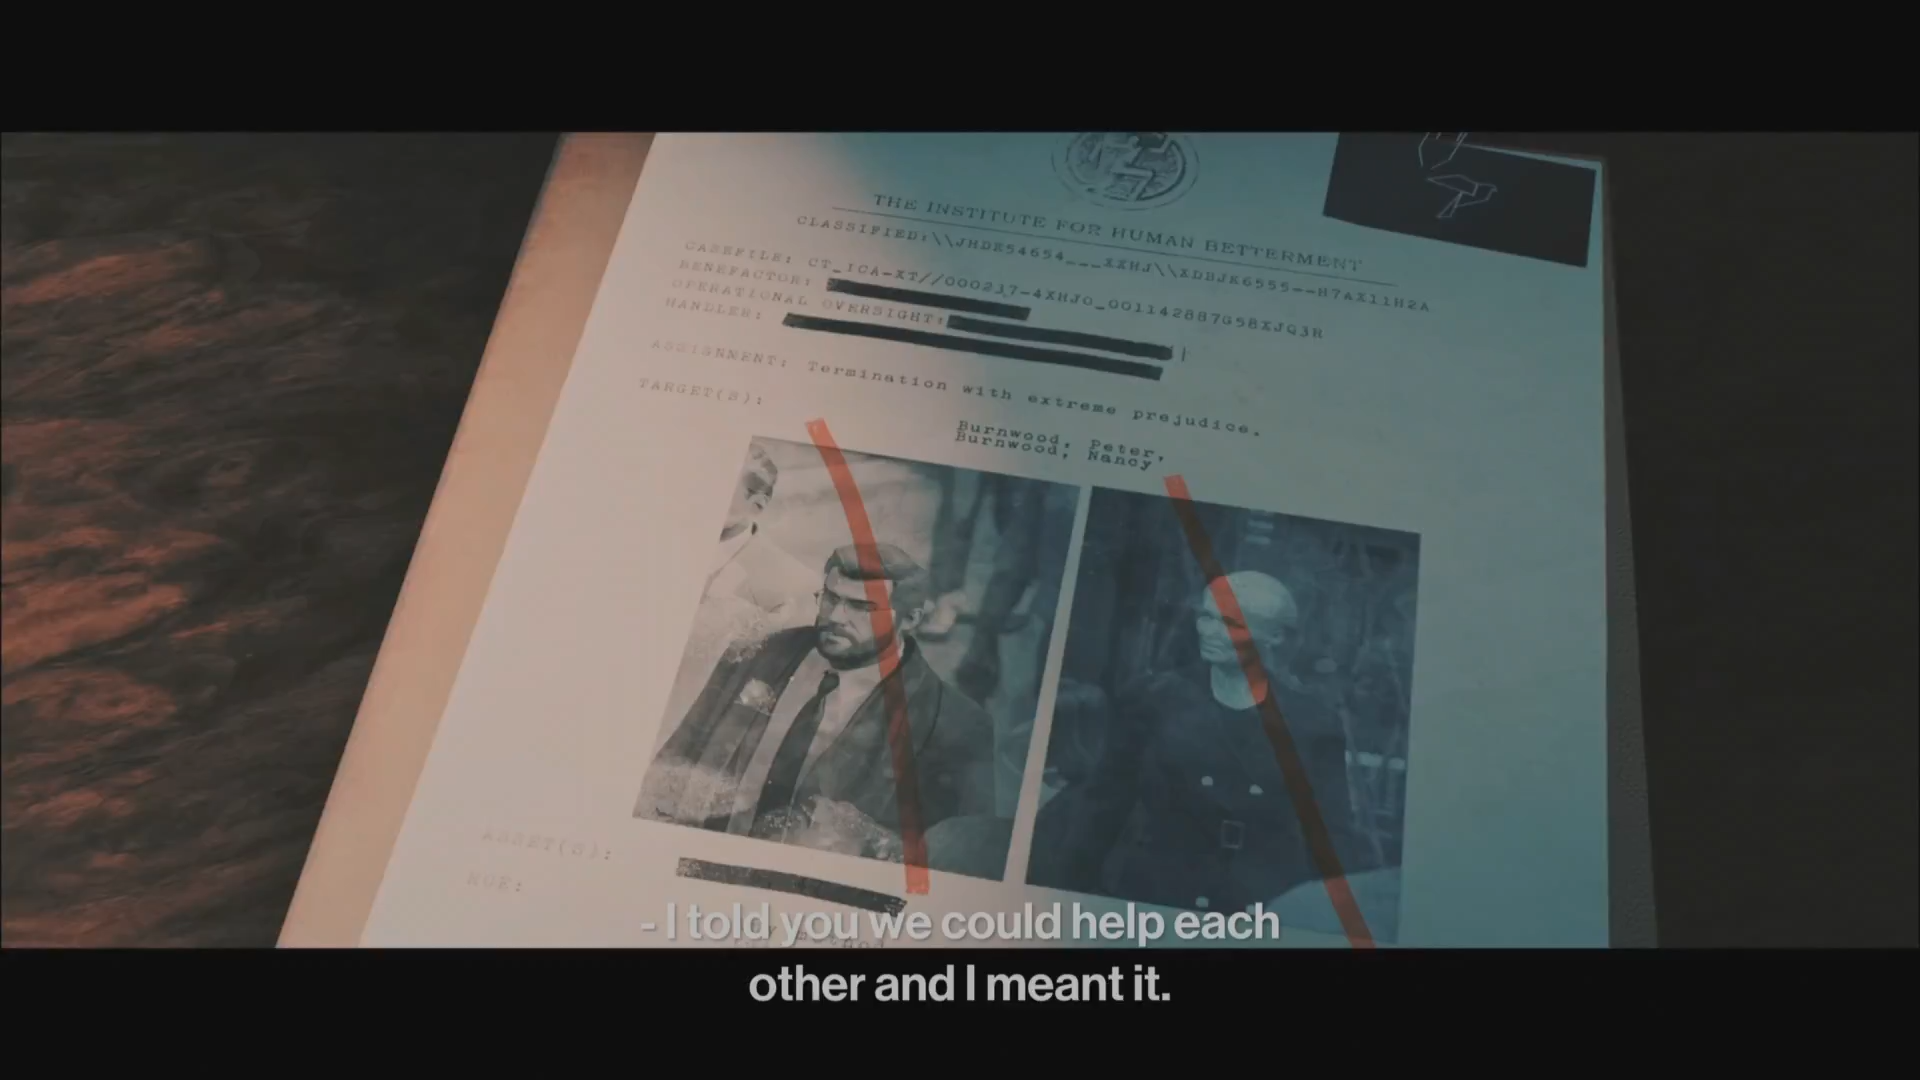 THE INSTITUTE FOR HUMAN BETTERMENT
CLASSIFIED:\\JHDE54654___XXHJ\\XDBJK6555--H7AX11H2A
CASEFILE: CT_ICA-XT//000217-4XHJ0_001142887G58XJQ3R
BENEFACTOR:
OPERATIONAL OVERSIGHT:
HANDLER:
ASSIGNMENT: Termination with extreme prejudice.
TARGET(S):
Burnwood, Peter,
Burnwood, Nancy
ASSET(S):
MOE:
- I told you we could help each
other and I meant it.